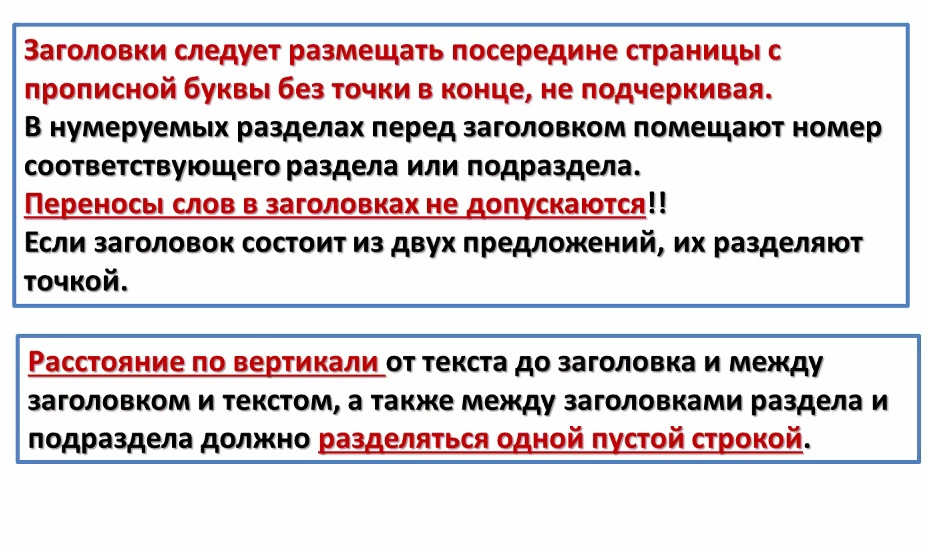 Заголовки следует размещать посередине страницы с
прописной буквы без точки в конце, не подчеркивая.
В нумеруемых разделах перед заголовком помещают номер
соответствующего раздела или подраздела.
Переносы слов в заголовках не допускаются!!
Если заголовок состоит из двух предложений, их разделяют
точкой.
Расстояние по вертикали от текста до заголовка и между
заголовком и текстом, а также между заголовками раздела и
подраздела должно разделяться одной пустой строкой.